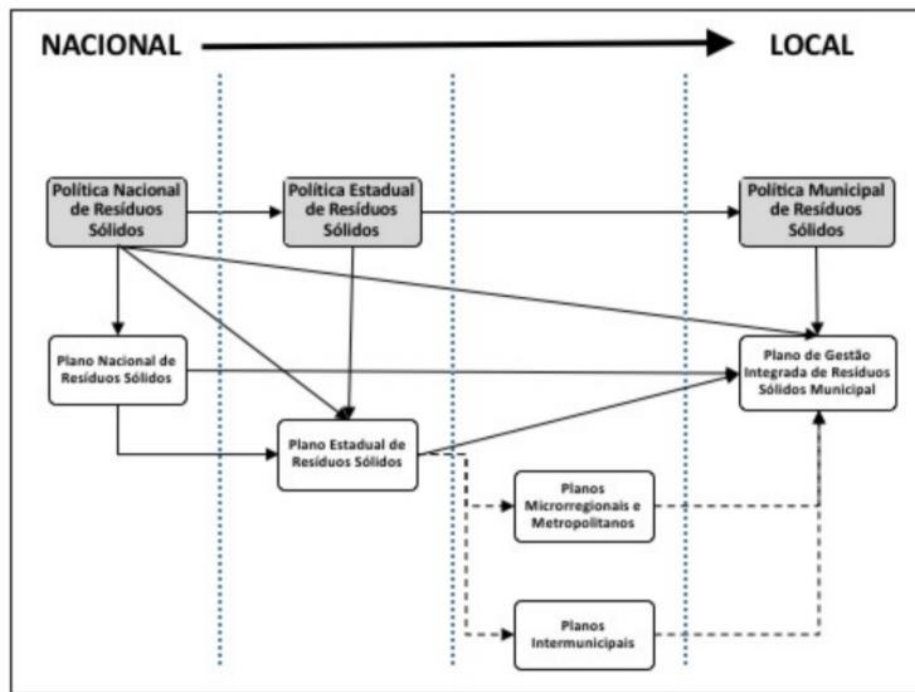 NACIONAL
LOCAL
Política Nacional
de Resíduos
Sólidos
Política Estadual
de Resíduos
Sólidos
Política Municipal
de Resíduos
Sólidos
Plano Nacional de
Resíduos Sólidos
Plano de Gestão
Integrada de Resíduos
Sólidos Municipal
Plano Estadual de
Resíduos Sólidos
Planos
Microrregionais e
Metropolitanos
Planos
Intermunicipais